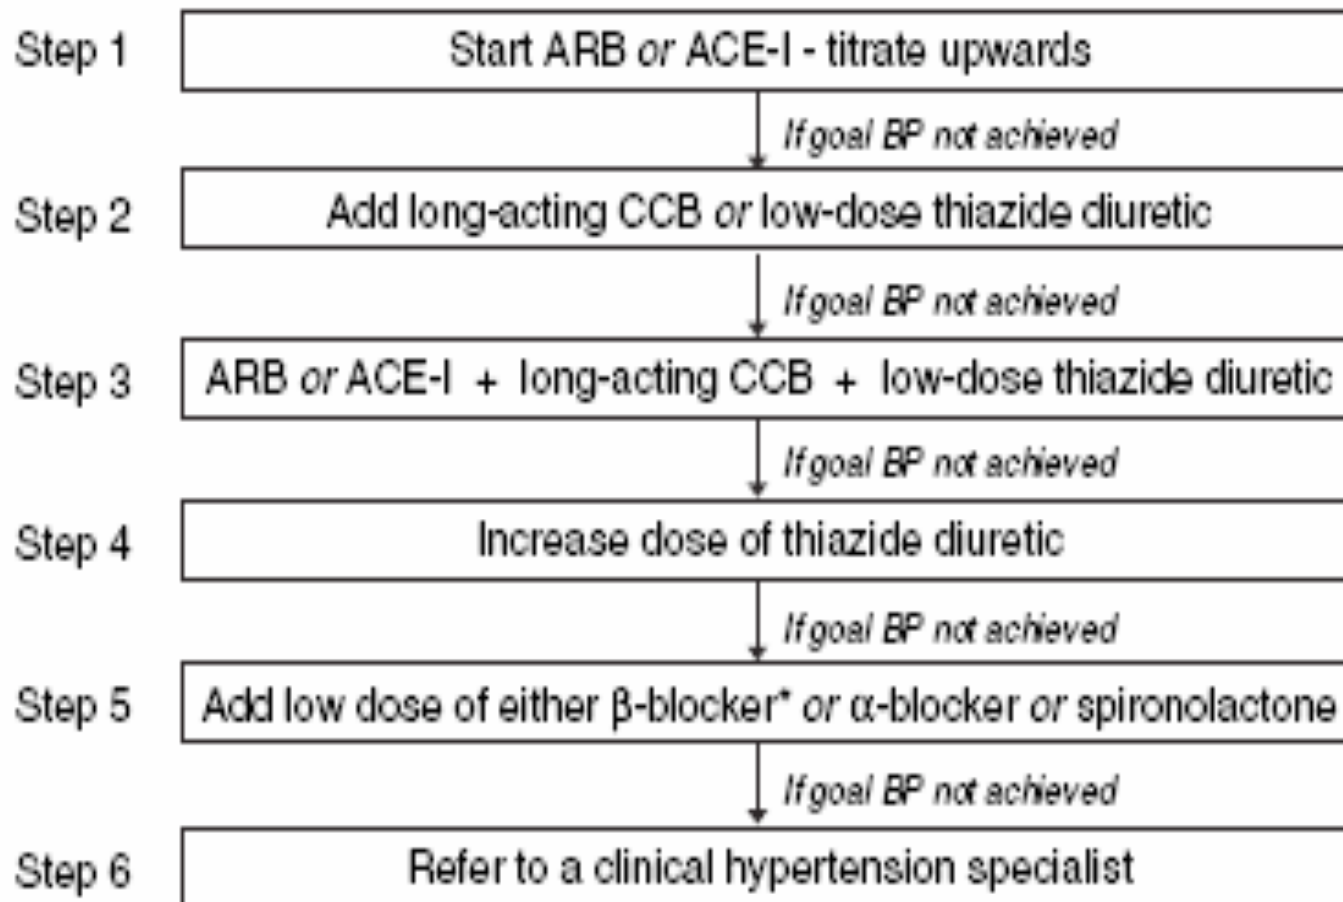 Step 1 Start ARB or ACE-I - titrate upwards
If goal BP not achieved
Step 2 Add long-acting CCB or low-dose thiazide diuretic
If goal BP not achieved
Step 3 ARB or ACE-I + long-acting CCB + low-dose thiazide diuretic
If goal BP not achieved
Step 4 Increase dose of thiazide diuretic
If goal BP not achieved
Step 5 Add low dose of either β-blocker* or α-blocker or spironolactone
If goal BP not achieved
Step 6 Refer to a clinical hypertension specialist